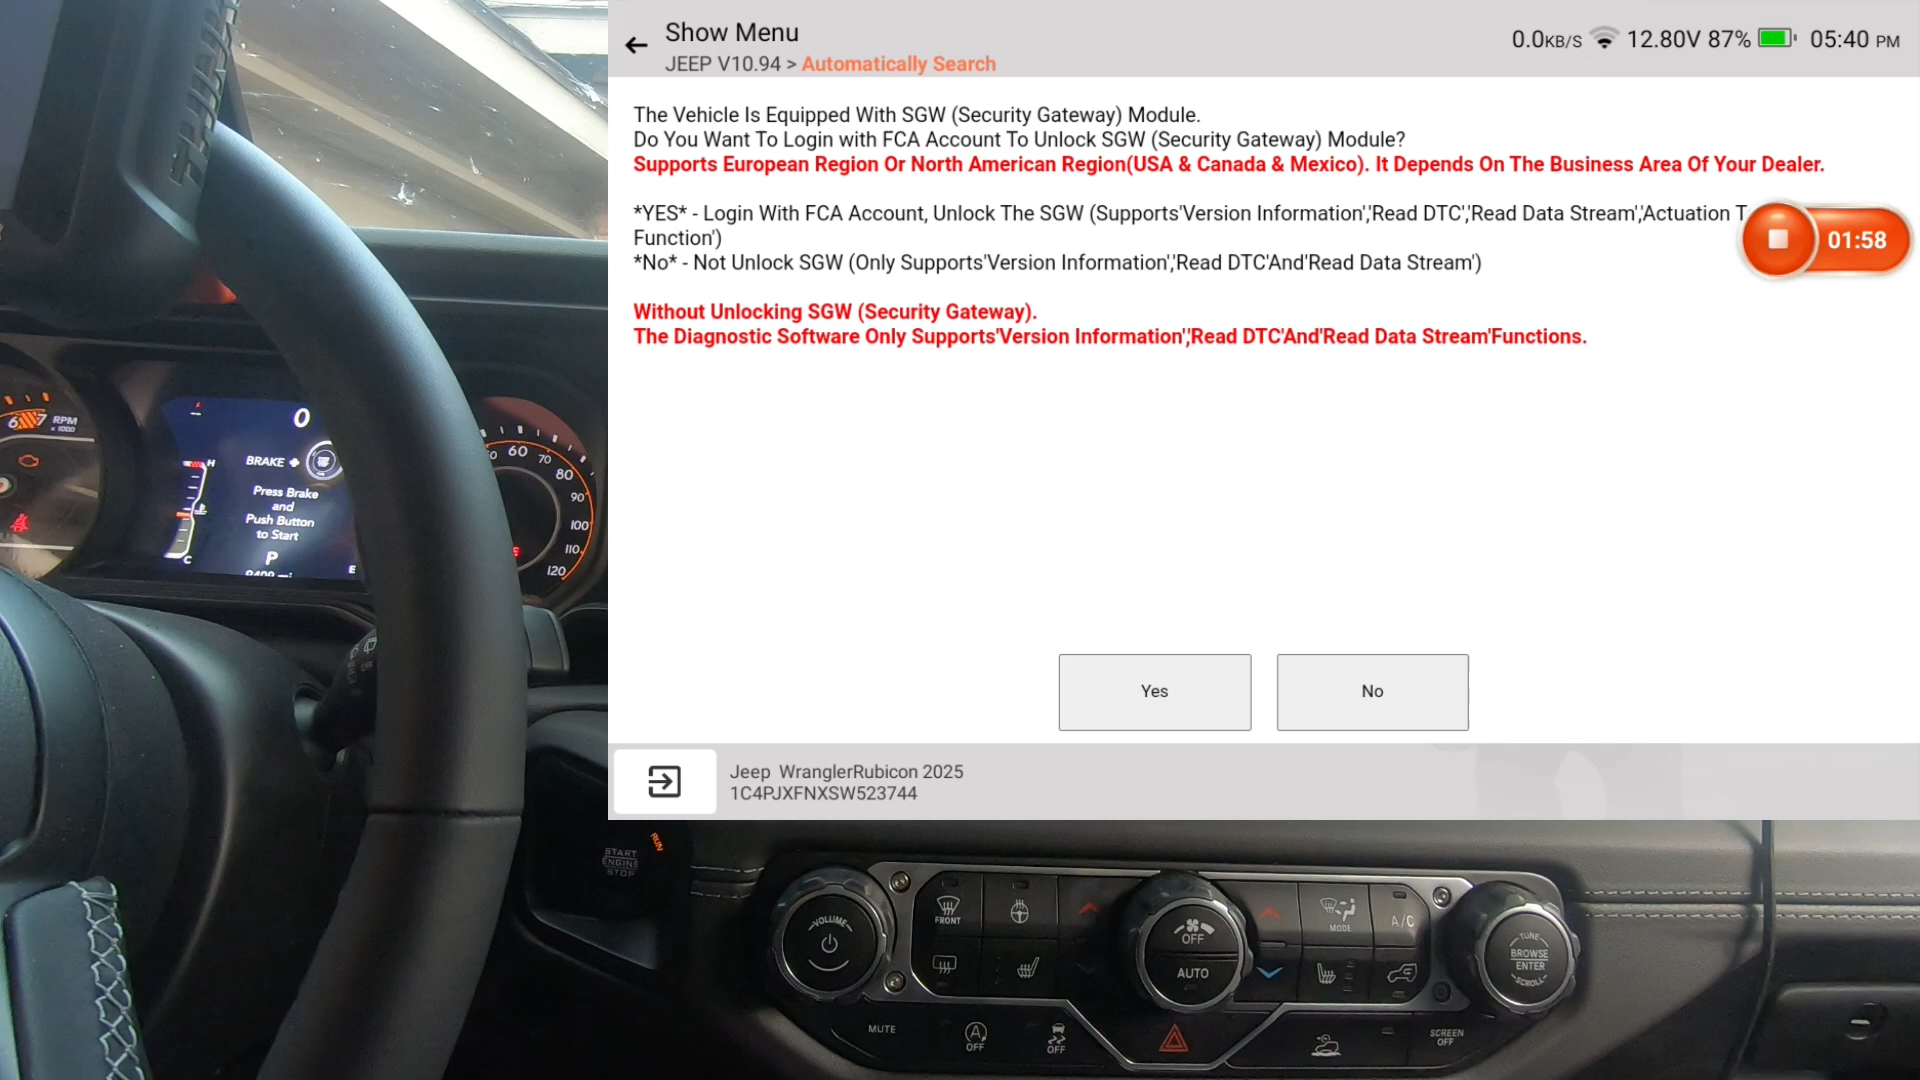 Show Menu
JEEP V10.94 > Automatically Search
0.0KB/S 12.80V 87% 05:40 PM
The Vehicle Is Equipped With SGW (Security Gateway) Module.
Do You Want To Login with FCA Account To Unlock SGW (Security Gateway) Module?
Supports European Region Or North American Region(USA & Canada & Mexico). It Depends On The Business Area Of Your Dealer.
*YES* - Login With FCA Account, Unlock The SGW (Supports'Version Information','Read DTC','Read Data Stream','Actuation T
Function')
*No* - Not Unlock SGW (Only Supports'Version Information','Read DTC'And'Read Data Stream')
01:58
Without Unlocking SGW (Security Gateway).
The Diagnostic Software Only Supports'Version Information','Read DTC'And'Read Data Stream'Functions.
Yes
No
Jeep WranglerRubicon 2025
1C4PJXFNXSW523744
6 7 RPM
x 1000
0
H
BRAKE +
Press Brake
and
Push Button
to Start
P
C
E
60
70
80
90
100
110
120
START
ENGINE
STOP
RUN
VOLUME
FRONT
OFF
AUTO
MODE
A/C
TUNE
BROWSE
ENTER
SCROLL
MUTE
A
OFF
OFF
SCREEN
OFF